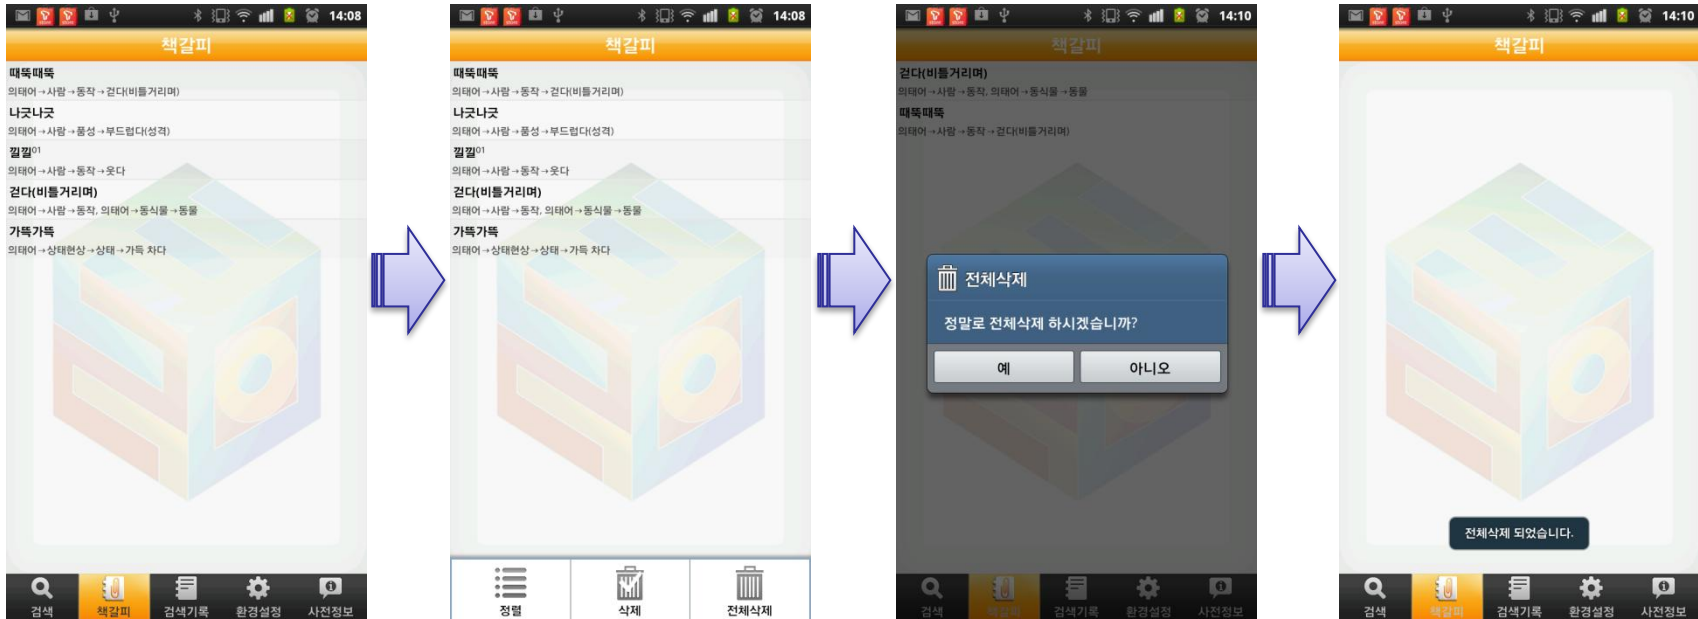 14:08
책갈피
때뚝때뚝
의태어→사람→동작→걷다(비틀거리며)
나긋나긋
의태어→사람→품성→부드럽다(성격)
낄낄01
의태어→사람→동작→웃다
걷다(비틀거리며)
의태어→사람→동작, 의태어→동식물→동물
가뜩가뜩
의태어→상태현상→상태→가득 차다
검색 책갈피 검색기록 환경설정 사전정보
14:08
책갈피
때뚝때뚝
의태어→사람→동작→걷다(비틀거리며)
나긋나긋
의태어→사람→품성→부드럽다(성격)
낄낄01
의태어→사람→동작→웃다
걷다(비틀거리며)
의태어→사람→동작, 의태어→동식물→동물
가뜩가뜩
의태어→상태현상→상태→가득 차다
정렬 삭제 전체삭제
14:10
책갈피
걷다(비틀거리며)
의태어→사람→동작, 의태어→동식물→동물
때뚝때뚝
의태어→사람→동작→걷다(비틀거리며)
전체삭제
정말로 전체삭제 하시겠습니까?
예 아니오
검색 책갈피 검색기록 환경설정 사전정보
14:10
책갈피
전체삭제 되었습니다.
검색 책갈피 검색기록 환경설정 사전정보